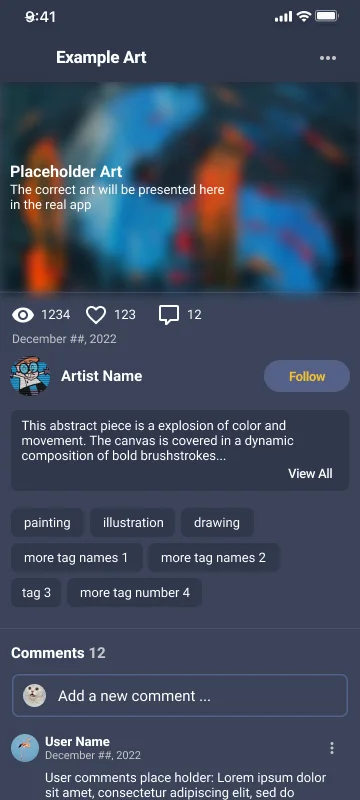 9:41
Example Art
Placeholder Art
The correct art will be presented here
in the real app
1234 123 12
December ##, 2022
Artist Name
Follow
This abstract piece is a explosion of color and
movement. The canvas is covered in a dynamic
composition of bold brushstrokes...
View All
painting illustration drawing
more tag names 1 more tag names 2
tag 3 more tag number 4
Comments 12
Add a new comment ...
User Name
December ##, 2022
User comments place holder: Lorem ipsum dolor
sit amet, consectetur adipiscing elit, sed do